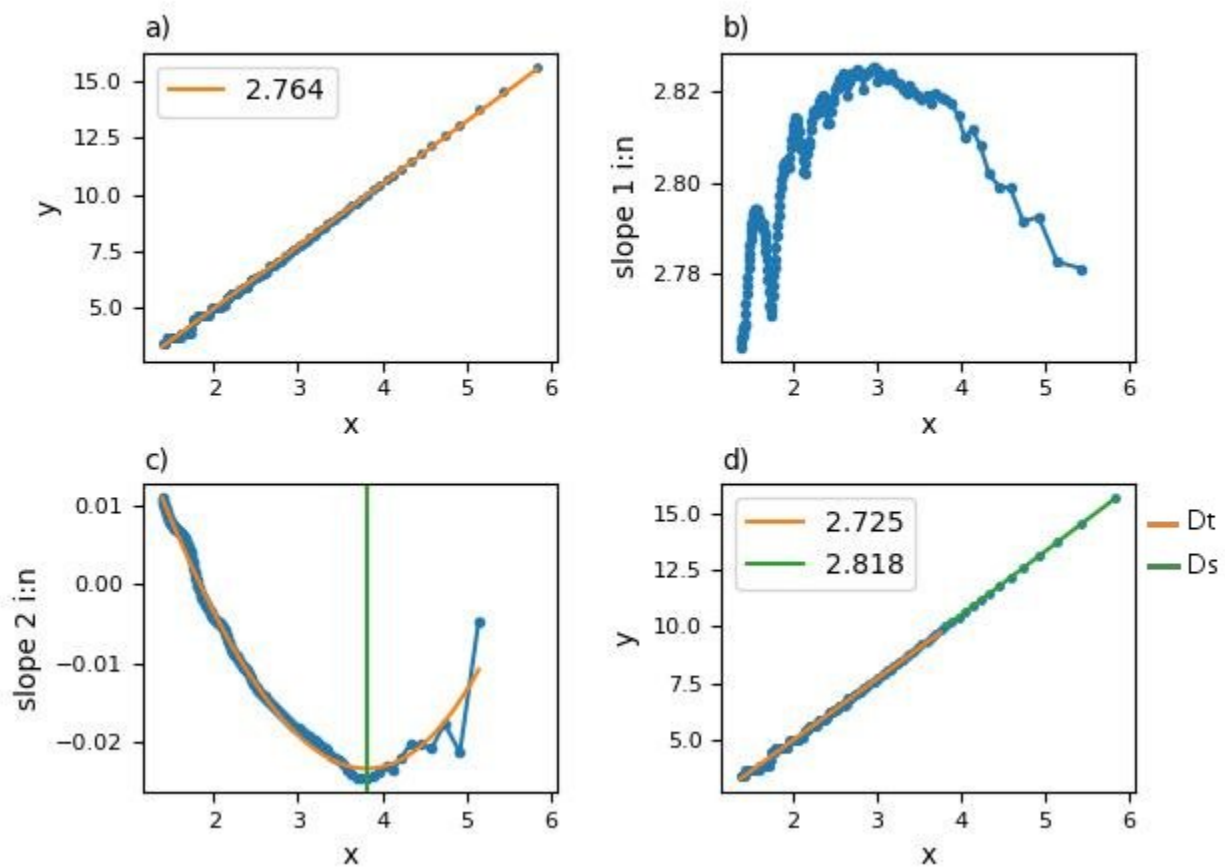 a)
15.0
12.5
10.0
7.5
5.0
y
2.764
2 3 4 5 6
x
b)
2.82
2.80
2.78
slope 1 i:n
2 3 4 5 6
x
c)
0.01
0.00
−0.01
−0.02
slope 2 i:n
2 3 4 5 6
x
d)
15.0
12.5
10.0
7.5
5.0
y
2.725
2.818
2 3 4 5 6
x
Dt
Ds